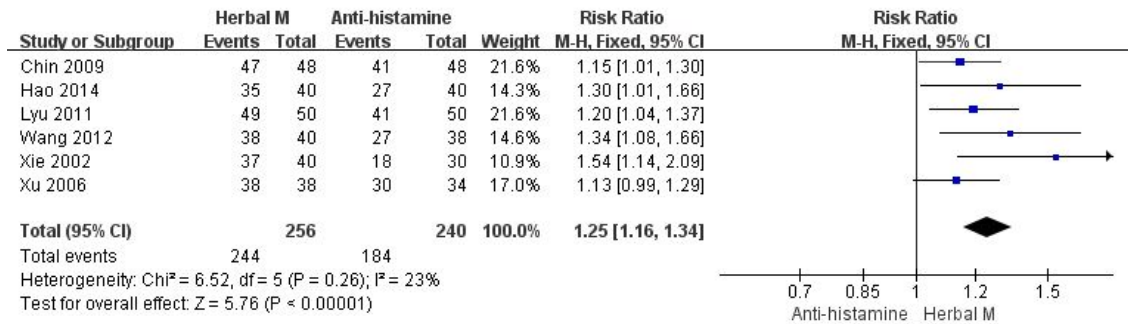 Herbal M Anti-histamine Risk Ratio Risk Ratio
Study or Subgroup Events Total Events Total Weight M-H, Fixed, 95% CI M-H, Fixed, 95% CI
Chin 2009 47 48 41 48 21.6% 1.15 [1.01, 1.30]
Hao 2014 35 40 27 40 14.3% 1.30 [1.01, 1.66]
Lyu 2011 49 50 41 50 21.6% 1.20 [1.04, 1.37]
Wang 2012 38 40 27 38 14.6% 1.34 [1.08, 1.66]
Xie 2002 37 40 18 30 10.9% 1.54 [1.14, 2.09]
Xu 2006 38 38 30 34 17.0% 1.13 [0.99, 1.29]
Total (95% CI) 256 240 100.0% 1.25 [1.16, 1.34]
Total events 244 184
Heterogeneity: Chi² = 6.52, df = 5 (P = 0.26); I² = 23%
Test for overall effect: Z = 5.76 (P < 0.00001)
0.7 0.85 1 1.2 1.5
Anti-histamine Herbal M